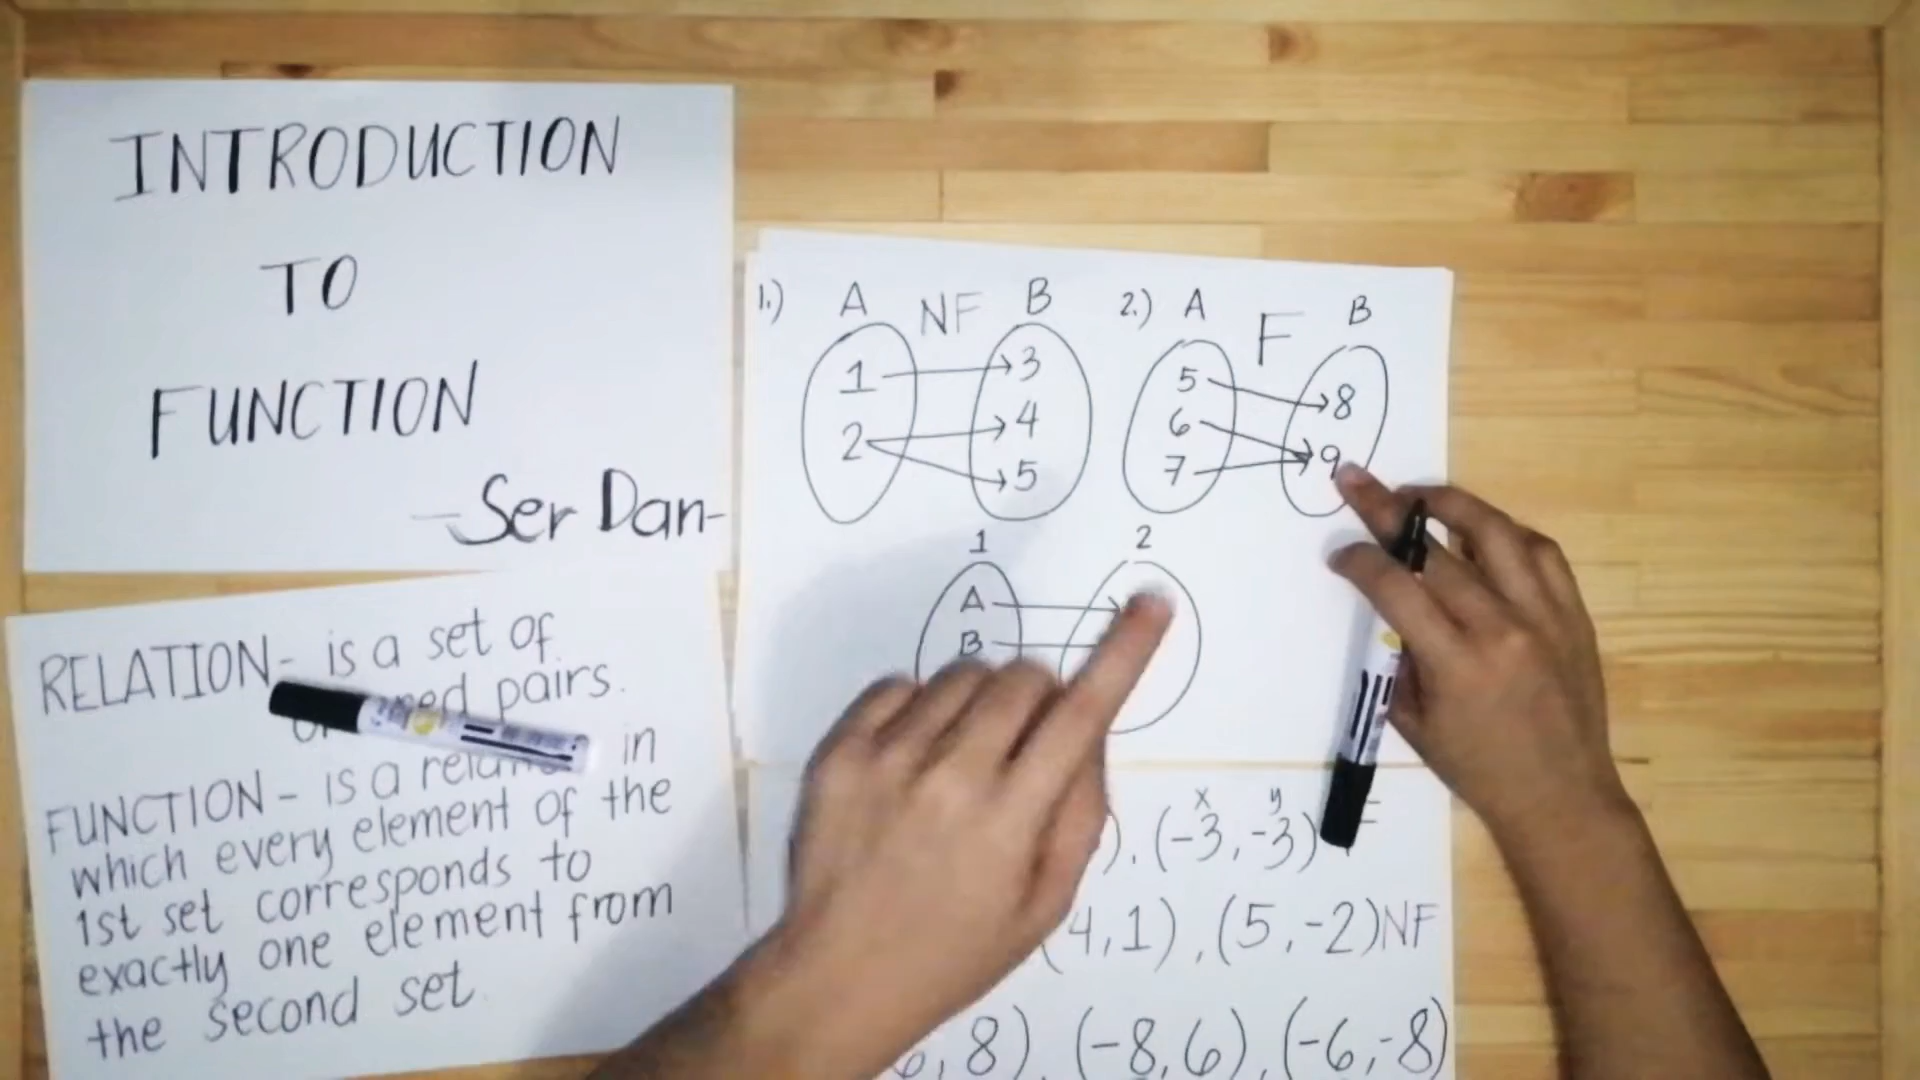 INTRODUCTION
TO
FUNCTION
-Ser Dan-
RELATION- is a set of
pairs.
FUNCTION - is a in
which every element of the
1st set corresponds to
exactly one element from
the second set
1.) A NF B
1 3
2 4
5
2.) A F B
5 8
6 9
7
1 2
A
B
x y
(-3,-3)
(4,1), (5,-2)NF
,8), (-8,6), (-6,-8)